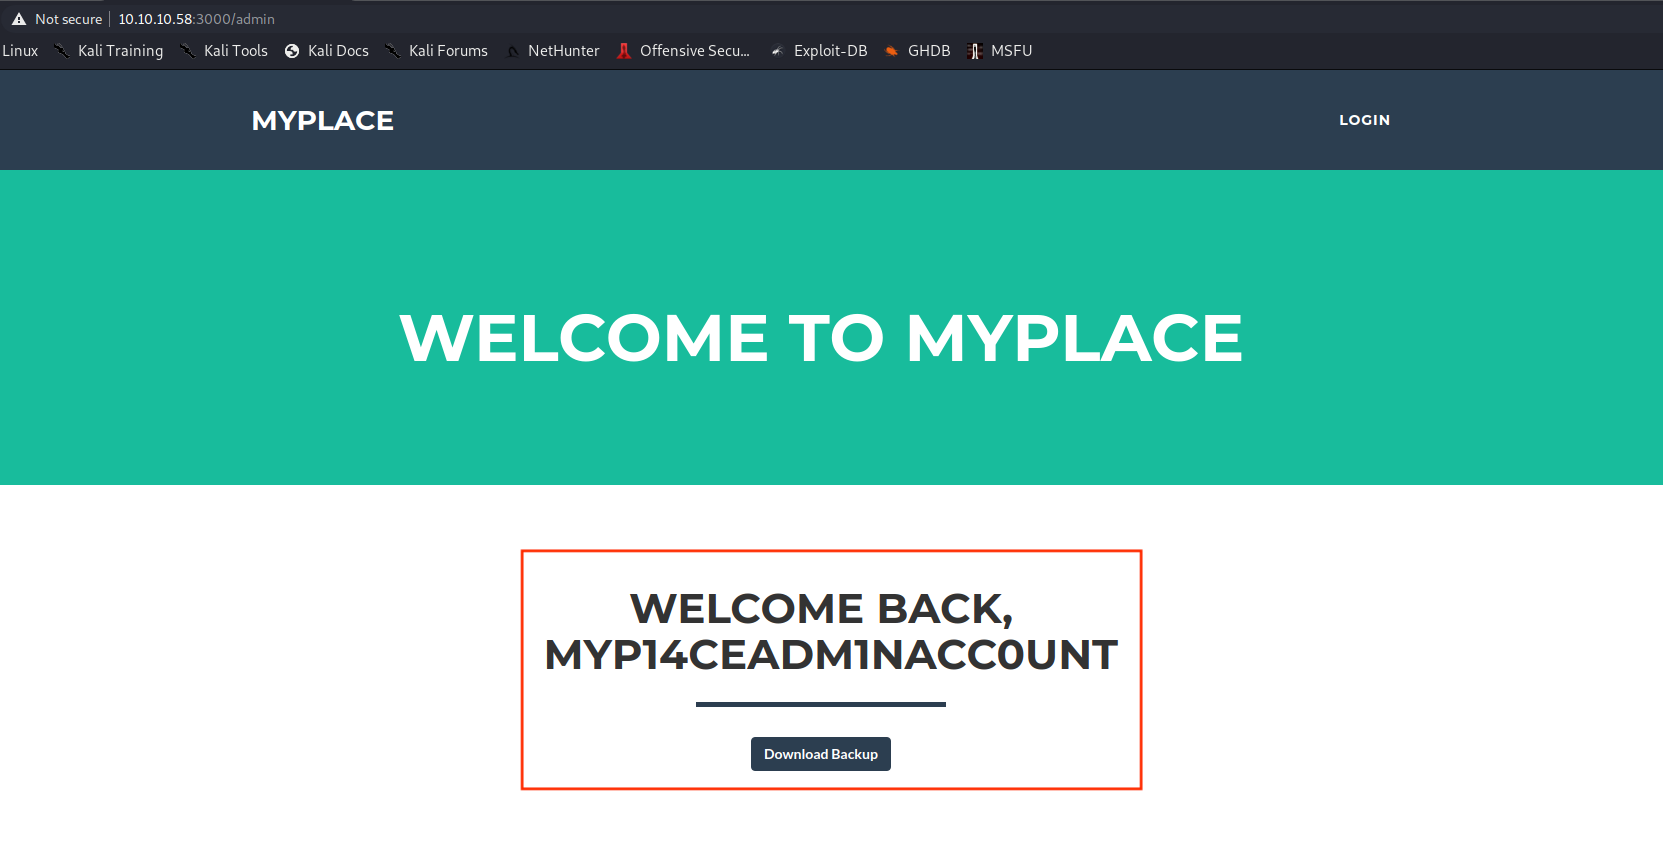 Not secure 10.10.10.58:3000/admin
Linux Kali Training Kali Tools Kali Docs Kali Forums NetHunter Offensive Secu... Exploit-DB GHDB MSFU
MYPLACE LOGIN
WELCOME TO MYPLACE
WELCOME BACK,
MYP14CEADM1NACC0UNT
Download Backup